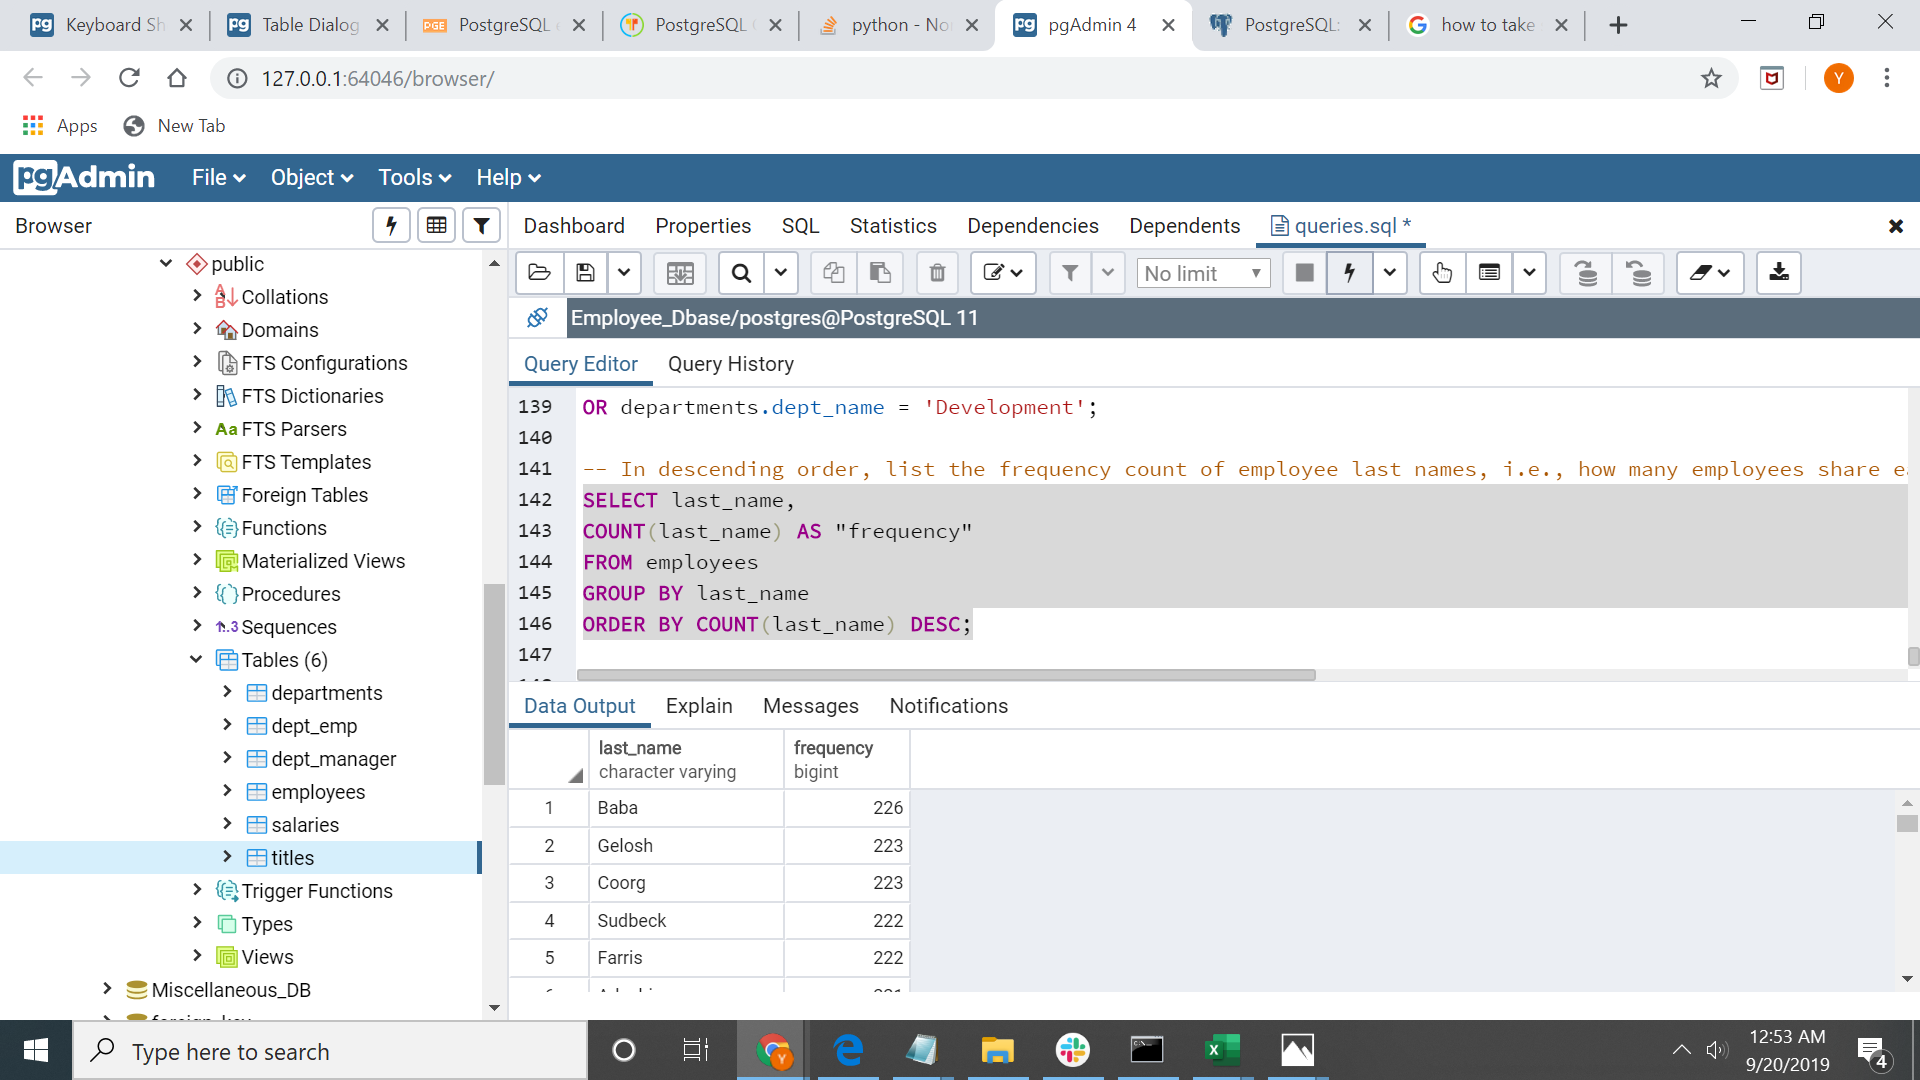 Keyboard Sh
Table Dialog
PostgreSQL
PostgreSQL
python - No
pgAdmin 4
PostgreSQL:
how to take
127.0.0.1:64046/browser/
Y
Apps
New Tab
pgAdmin
File
Object
Tools
Help
Browser
Dashboard
Properties
SQL
Statistics
Dependencies
Dependents
queries.sql *
No limit
Employee_Dbase/postgres@PostgreSQL 11
Query Editor
Query History
public
Collations
Domains
FTS Configurations
FTS Dictionaries
FTS Parsers
FTS Templates
Foreign Tables
Functions
Materialized Views
Procedures
Sequences
Tables (6)
departments
dept_emp
dept_manager
employees
salaries
titles
Trigger Functions
Types
Views
Miscellaneous_DB
139 OR departments.dept_name = 'Development';
140
141 -- In descending order, list the frequency count of employee last names, i.e., how many employees share
142 SELECT last_name,
143 COUNT(last_name) AS "frequency"
144 FROM employees
145 GROUP BY last_name
146 ORDER BY COUNT(last_name) DESC;
147
Data Output
Explain
Messages
Notifications
last_name frequency
character varying bigint
1 Baba 226
2 Gelosh 223
3 Coorg 223
4 Sudbeck 222
5 Farris 222
Type here to search
12:53 AM
9/20/2019
4